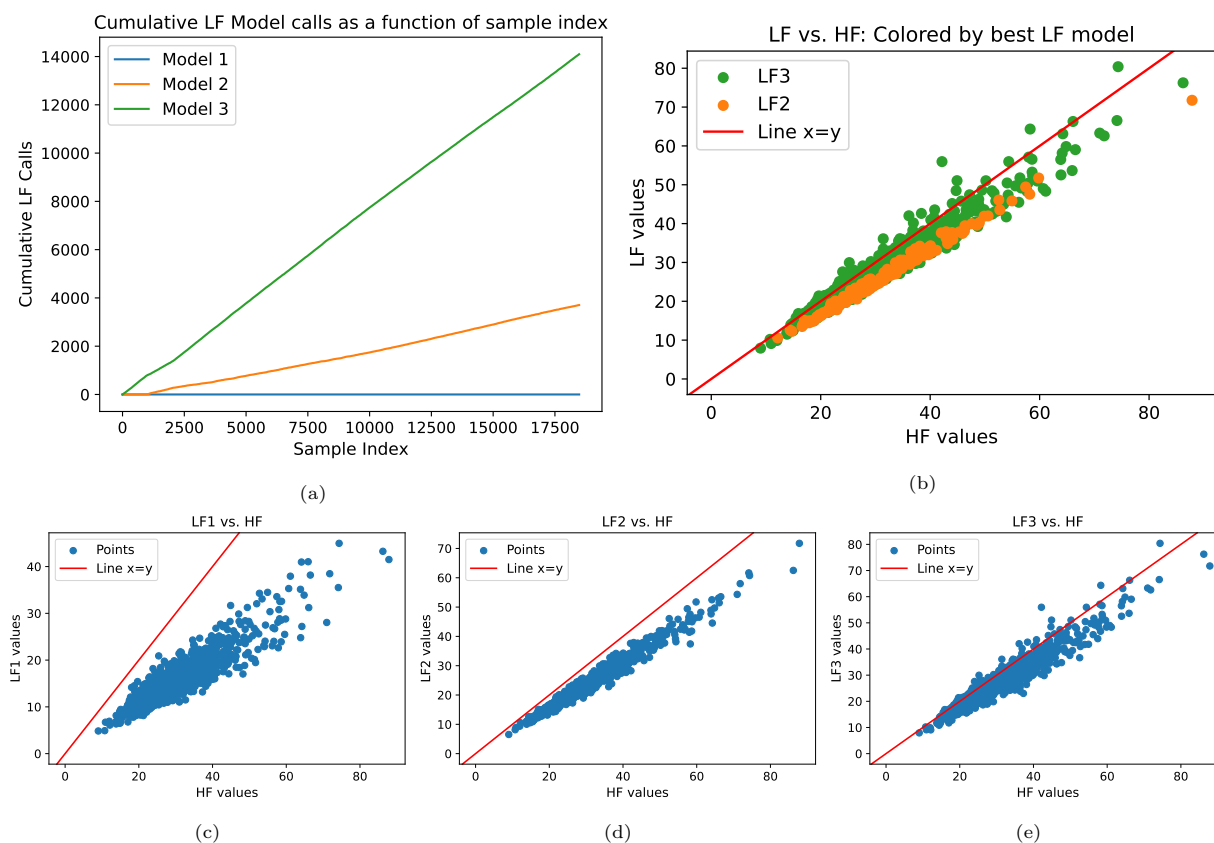 Cumulative LF Model calls as a function of sample index
Model 1
Model 2
Model 3
14000
12000
10000
8000
6000
4000
2000
0
Cumulative LF Calls
0 2500 5000 7500 10000 12500 15000 17500
Sample Index
(a)
LF vs. HF: Colored by best LF model
LF3
LF2
Line x=y
80
70
60
50
40
30
20
10
0
LF values
0 20 40 60 80
HF values
(b)
LF1 vs. HF
Points
Line x=y
40
30
20
10
0
LF1 values
0 20 40 60 80
HF values
(c)
LF2 vs. HF
Points
Line x=y
70
60
50
40
30
20
10
0
LF2 values
0 20 40 60 80
HF values
(d)
LF3 vs. HF
Points
Line x=y
80
70
60
50
40
30
20
10
0
LF3 values
0 20 40 60 80
HF values
(e)